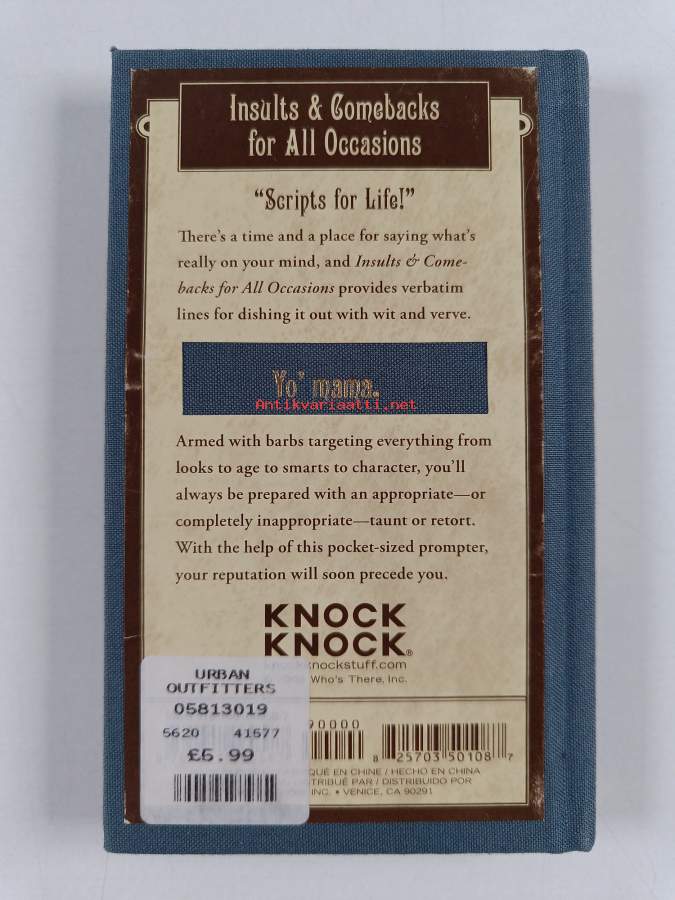 Insults & Comebacks
for All Occasions
“Scripts for Life!”
There’s a time and a place for saying what’s
really on your mind, and Insults & Come-
backs for All Occasions provides verbatim
lines for dishing it out with wit and verve.
Yo’ mama.
Antikvariaatti.net
Armed with barbs targeting everything from
looks to age to smarts to character, you’ll
always be prepared with an appropriate—or
completely inappropriate—taunt or retort.
With the help of this pocket-sized prompter,
your reputation will soon precede you.
KNOCK
KNOCK®
knockstuff.com
Who’s There, Inc.
URBAN
OUTFITTERS
05813019
5620 41577
£5.99
90000
8 25703 50108 7
EN CHINE / HECHO EN CHINA
PAR / DISTRIBUIDO POR
INC. • VENICE, CA 90291